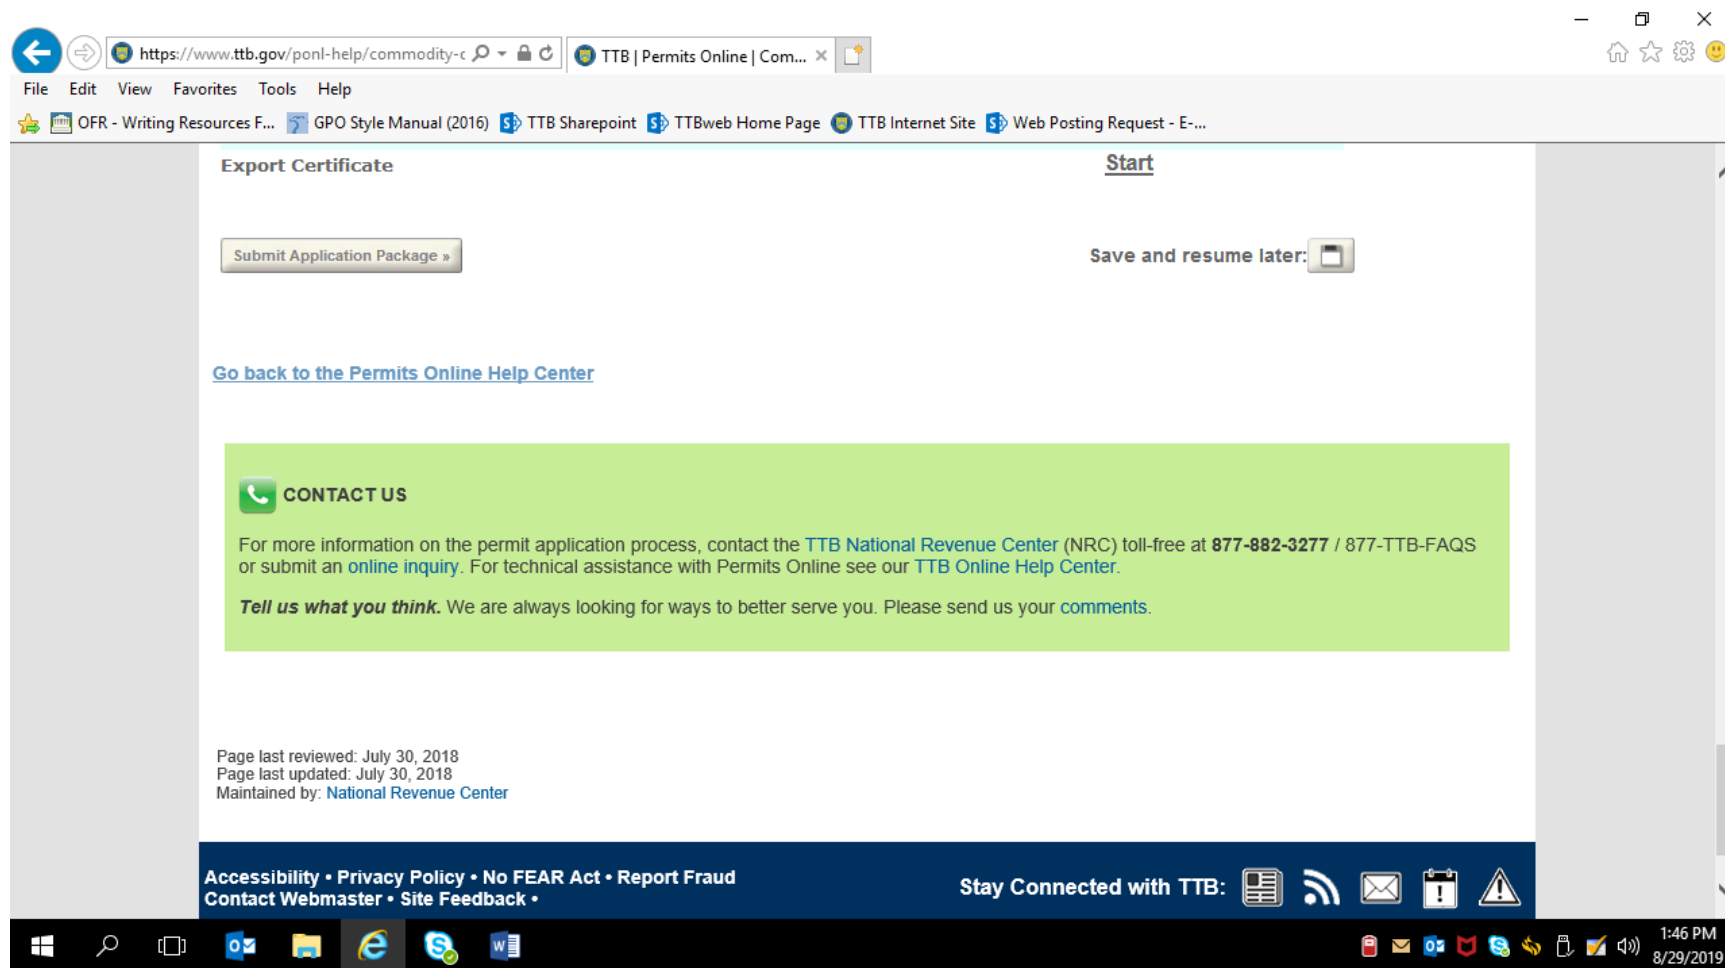 https://www.ttb.gov/ponl-help/commodity-c
TTB | Permits Online | Com...
File Edit View Favorites Tools Help
OFR - Writing Resources F... GPO Style Manual (2016) TTB Sharepoint TTBweb Home Page TTB Internet Site Web Posting Request - E-...
Export Certificate Start
Submit Application Package » Save and resume later:
Go back to the Permits Online Help Center
CONTACT US
For more information on the permit application process, contact the TTB National Revenue Center (NRC) toll-free at 877-882-3277 / 877-TTB-FAQS
or submit an online inquiry. For technical assistance with Permits Online see our TTB Online Help Center.
Tell us what you think. We are always looking for ways to better serve you. Please send us your comments.
Page last reviewed: July 30, 2018
Page last updated: July 30, 2018
Maintained by: National Revenue Center
Accessibility • Privacy Policy • No FEAR Act • Report Fraud
Contact Webmaster • Site Feedback •
Stay Connected with TTB:
1:46 PM
8/29/2019